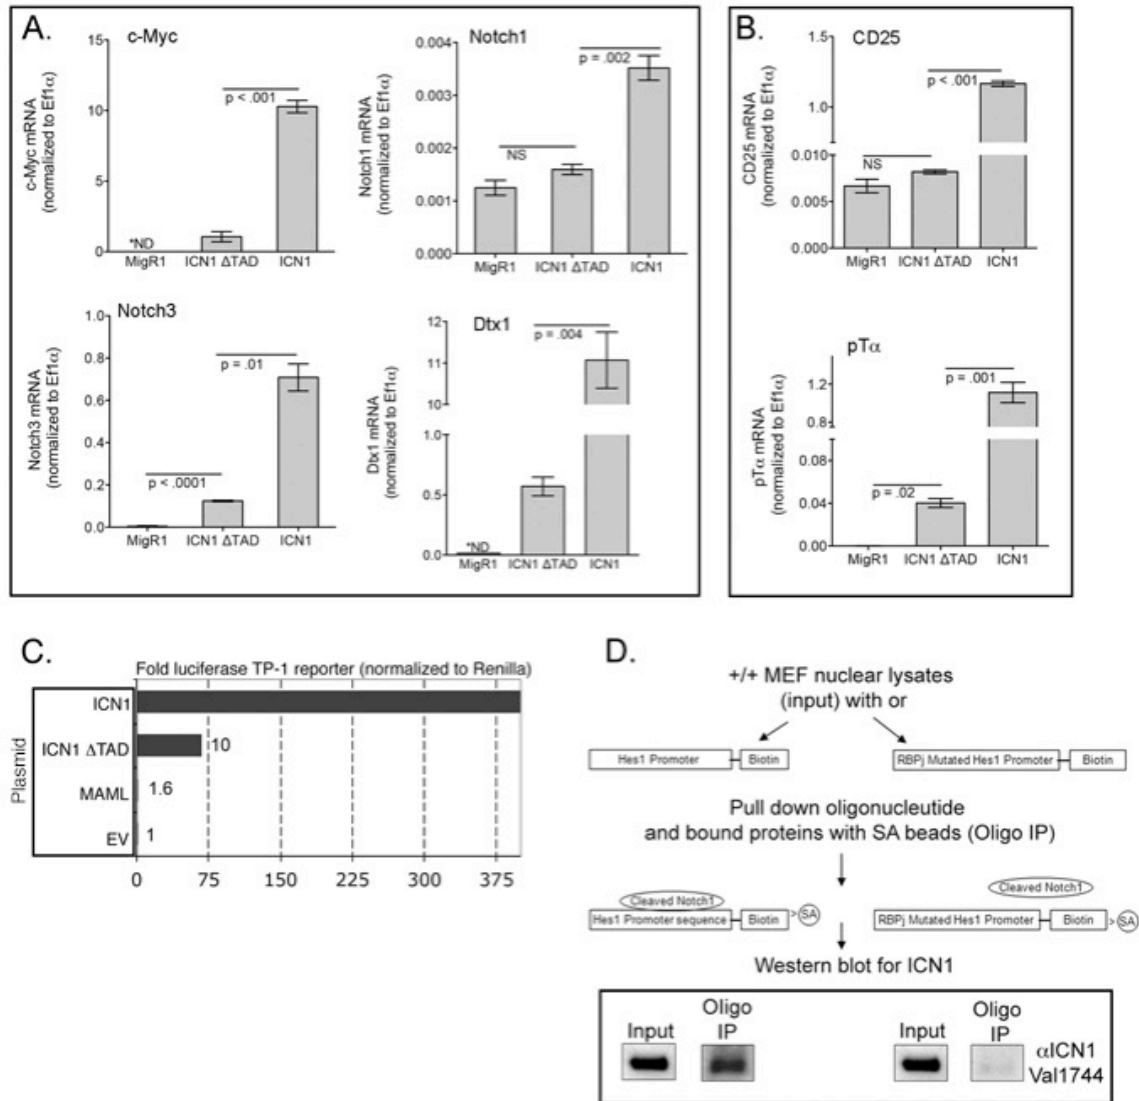 A.
c-Myc
c-Myc mRNA
(normalized to Ef1α)
15
10
5
0
p < .001
*ND
MigR1 ICN1 ΔTAD ICN1
Notch1
Notch1 mRNA
(normalized to Ef1α)
0.004
0.003
0.002
0.001
0.000
p = .002
NS
MigR1 ICN1 ΔTAD ICN1
Notch3
Notch3 mRNA
(normalized to Ef1α)
1.0
0.8
0.6
0.4
0.2
0.0
p = .01
p < .0001
MigR1 ICN1 ΔTAD ICN1
Dtx1
Dtx1 mRNA
(normalized to Ef1α)
12
11
10
1.0
0.5
0.0
p = .004
*ND
MigR1 ICN1 ΔTAD ICN1
B.
CD25
CD25 mRNA
(normalized to Ef1α)
1.5
1.0
0.010
0.005
0.000
p < .001
NS
MigR1 ICN1 ΔTAD ICN1
pTα
pTα mRNA
(normalized to Ef1α)
1.2
0.8
0.08
0.04
0.00
p = .001
p = .02
MigR1 ICN1 ΔTAD ICN1
C.
Fold luciferase TP-1 reporter (normalized to Renilla)
Plasmid
ICN1
ICN1 ΔTAD 10
MAML 1.6
EV 1
0 75 150 225 300 375
D.
+/+ MEF nuclear lysates
(input) with or
Hes1 Promoter Biotin
RBPj Mutated Hes1 Promoter Biotin
Pull down oligonucleutide
and bound proteins with SA beads (Oligo IP)
Cleaved Notch1
Hes1 Promoter sequence Biotin > SA
Cleaved Notch1
RBPj Mutated Hes1 Promoter Biotin > SA
Western blot for ICN1
Input Oligo IP
Input Oligo IP
αICN1
Val1744